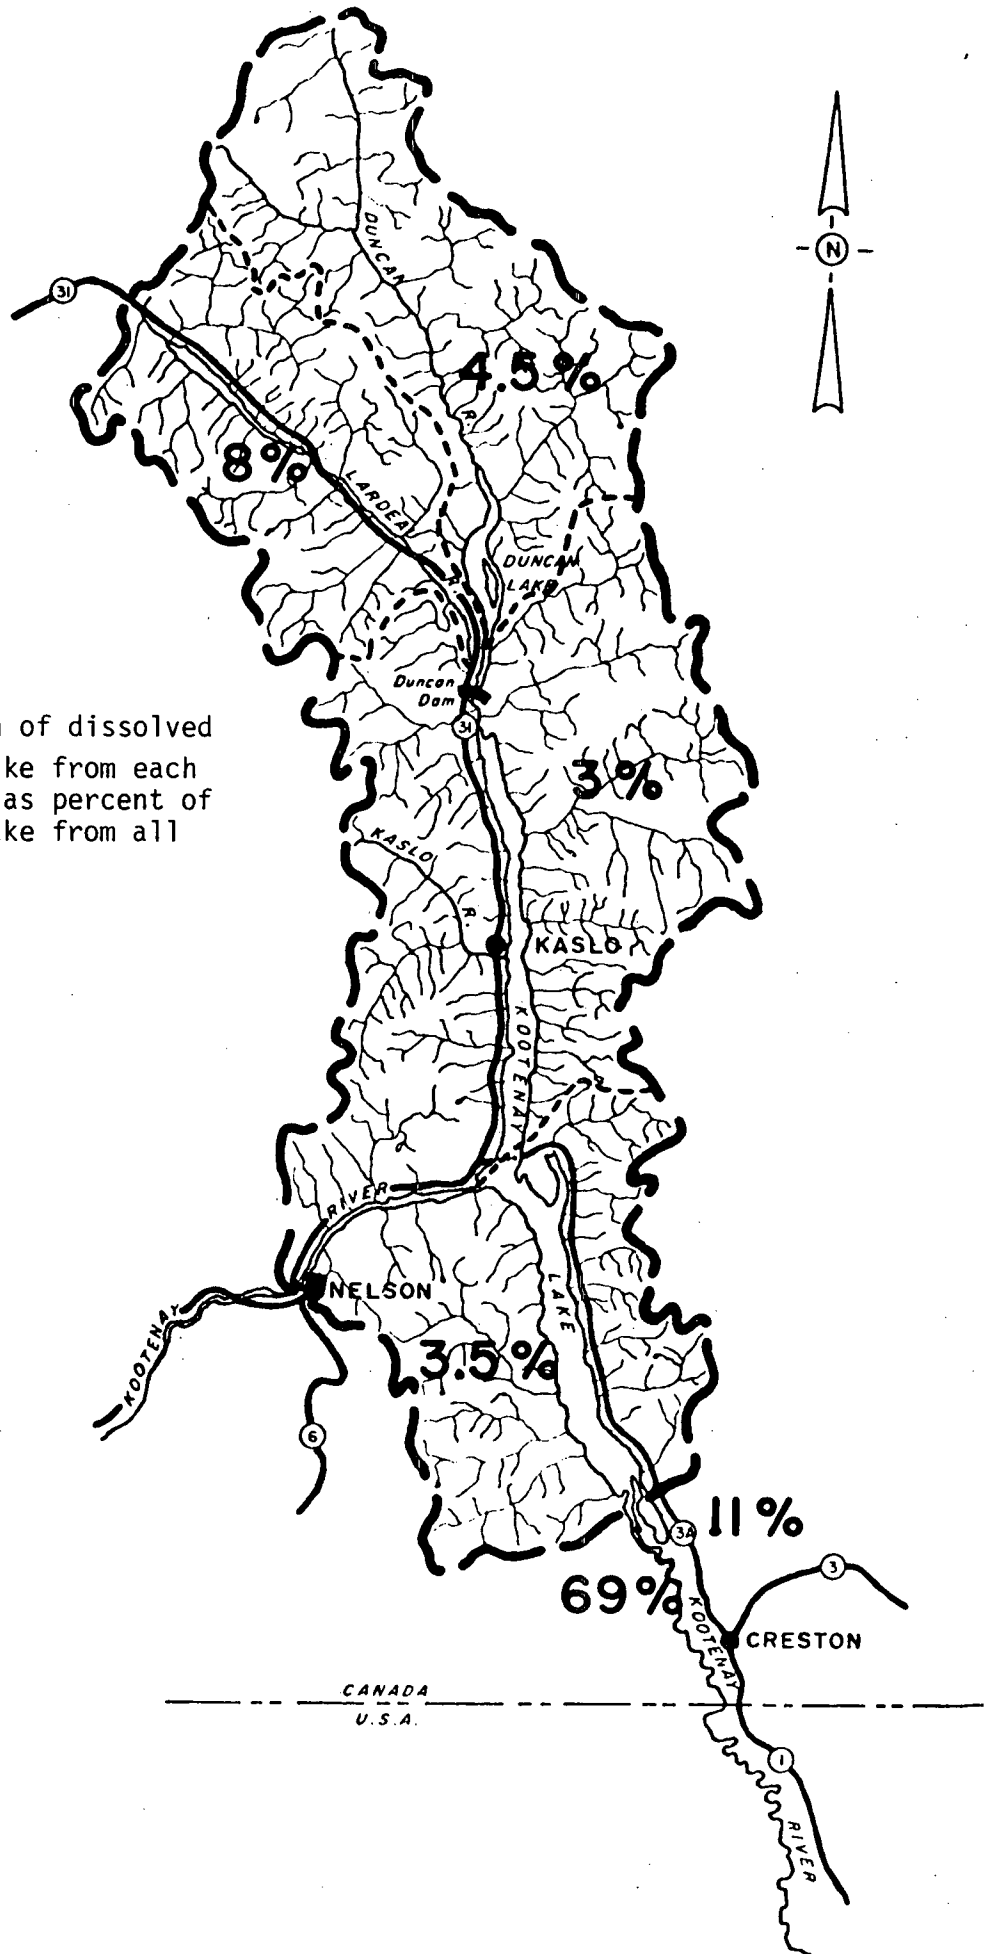 N
31
DUNCAN
R.
4.5%
8%
LARDEA
R.
DUNCAN
LAKE
Duncan
Dam
31
of dissolved
ke from each
as percent of
ke from all
3%
KASLO
R.
KASLO
KOOTENAY
RIVER
LAKE
NELSON
KOOTENAY
3.5%
6
11%
3A
3
69%
KOOTENAY
CRESTON
CANADA
U.S.A.
1
RIVER